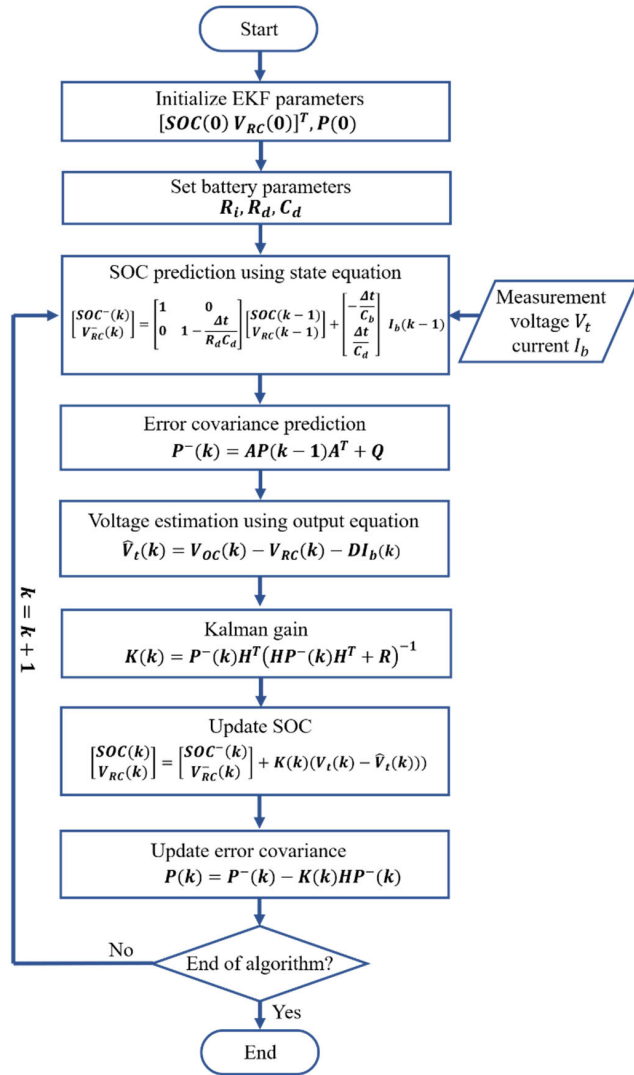 Start
Initialize EKF parameters
[SOC(0) V_RC(0)]^T, P(0)
Set battery parameters
R_i, R_d, C_d
SOC prediction using state equation
[SOC^-(k) V_RC^-(k)] = [1 0 0 1 - Δt/(R_d C_d)] [SOC(k-1) V_RC(k-1)] + [-Δt/C_b Δt/C_d] I_b(k-1)
Measurement
voltage V_t
current I_b
Error covariance prediction
P^-(k) = AP(k-1)A^T + Q
Voltage estimation using output equation
V̂_t(k) = V_OC(k) - V_RC(k) - DI_b(k)
Kalman gain
K(k) = P^-(k)H^T(HP^-(k)H^T + R)^-1
Update SOC
[SOC(k) V_RC(k)] = [SOC^-(k) V_RC^-(k)] + K(k)(V_t(k) - V̂_t(k)))
Update error covariance
P(k) = P^-(k) - K(k)HP^-(k)
End of algorithm?
No
k = k + 1
Yes
End